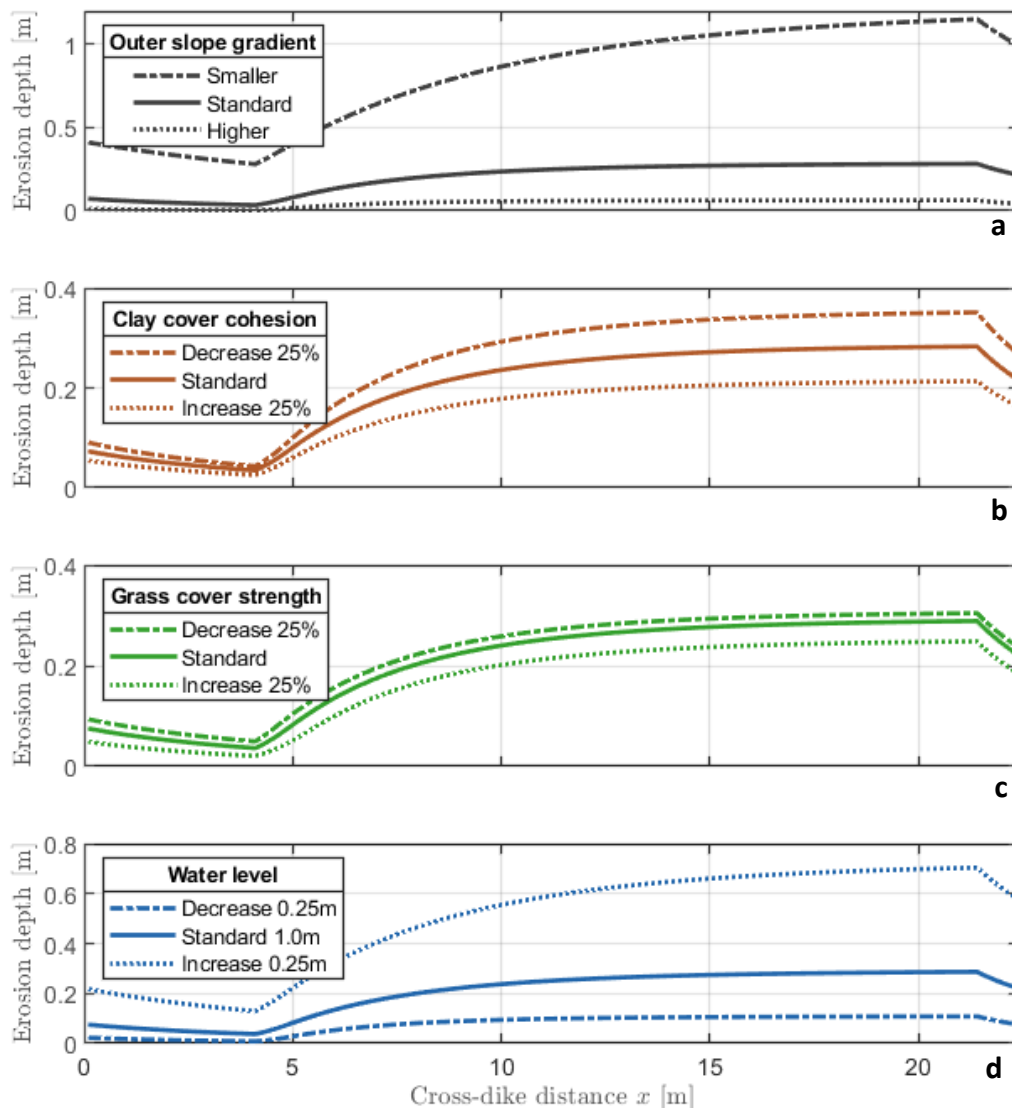 Erosion depth [m]
1
0.5
0
Outer slope gradient
Smaller
Standard
Higher
a
Erosion depth [m]
0.4
0.2
0
Clay cover cohesion
Decrease 25%
Standard
Increase 25%
b
Erosion depth [m]
0.4
0.2
0
Grass cover strength
Decrease 25%
Standard
Increase 25%
c
Erosion depth [m]
0.8
0.6
0.4
0.2
0
Water level
Decrease 0.25m
Standard 1.0m
Increase 0.25m
d
0 5 10 15 20
Cross-dike distance x [m]